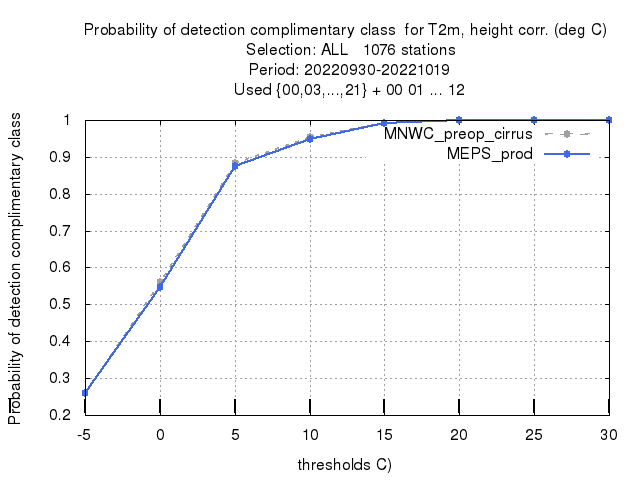 Probability of detection complimentary class  for T2m, height corr. (deg C)
Selection: ALL   1076 stations
Period: 20220930-20221019
Used {00,03,...,21} + 00 01 ... 12
Probability of detection complimentary class
MNWC_preop_cirrus
MEPS_prod
1
0.9
0.8
0.7
0.6
0.5
0.4
0.3
0.2
-5 0 5 10 15 20 25 30
thresholds C)